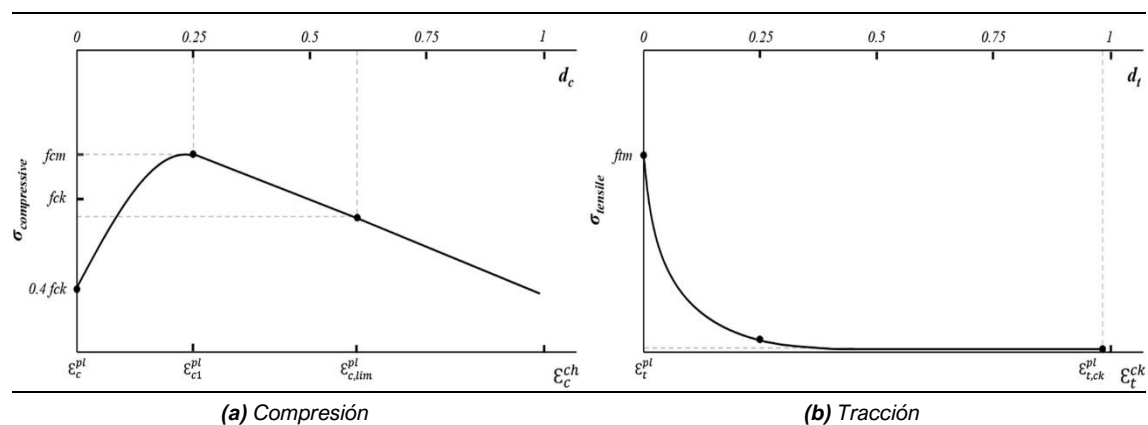 0 0.25 0.5 0.75 1
d_c
fcm
fck
σ_compressive
0.4 fck
ε_c^pl ε_c1^pl ε_c,lim^pl ε_c^ch
(a) Compresión
0 0.25 0.5 0.75 1
d_t
ftm
σ_tensile
ε_t^pl ε_t,ck^pl ε_t^ck
(b) Tracción